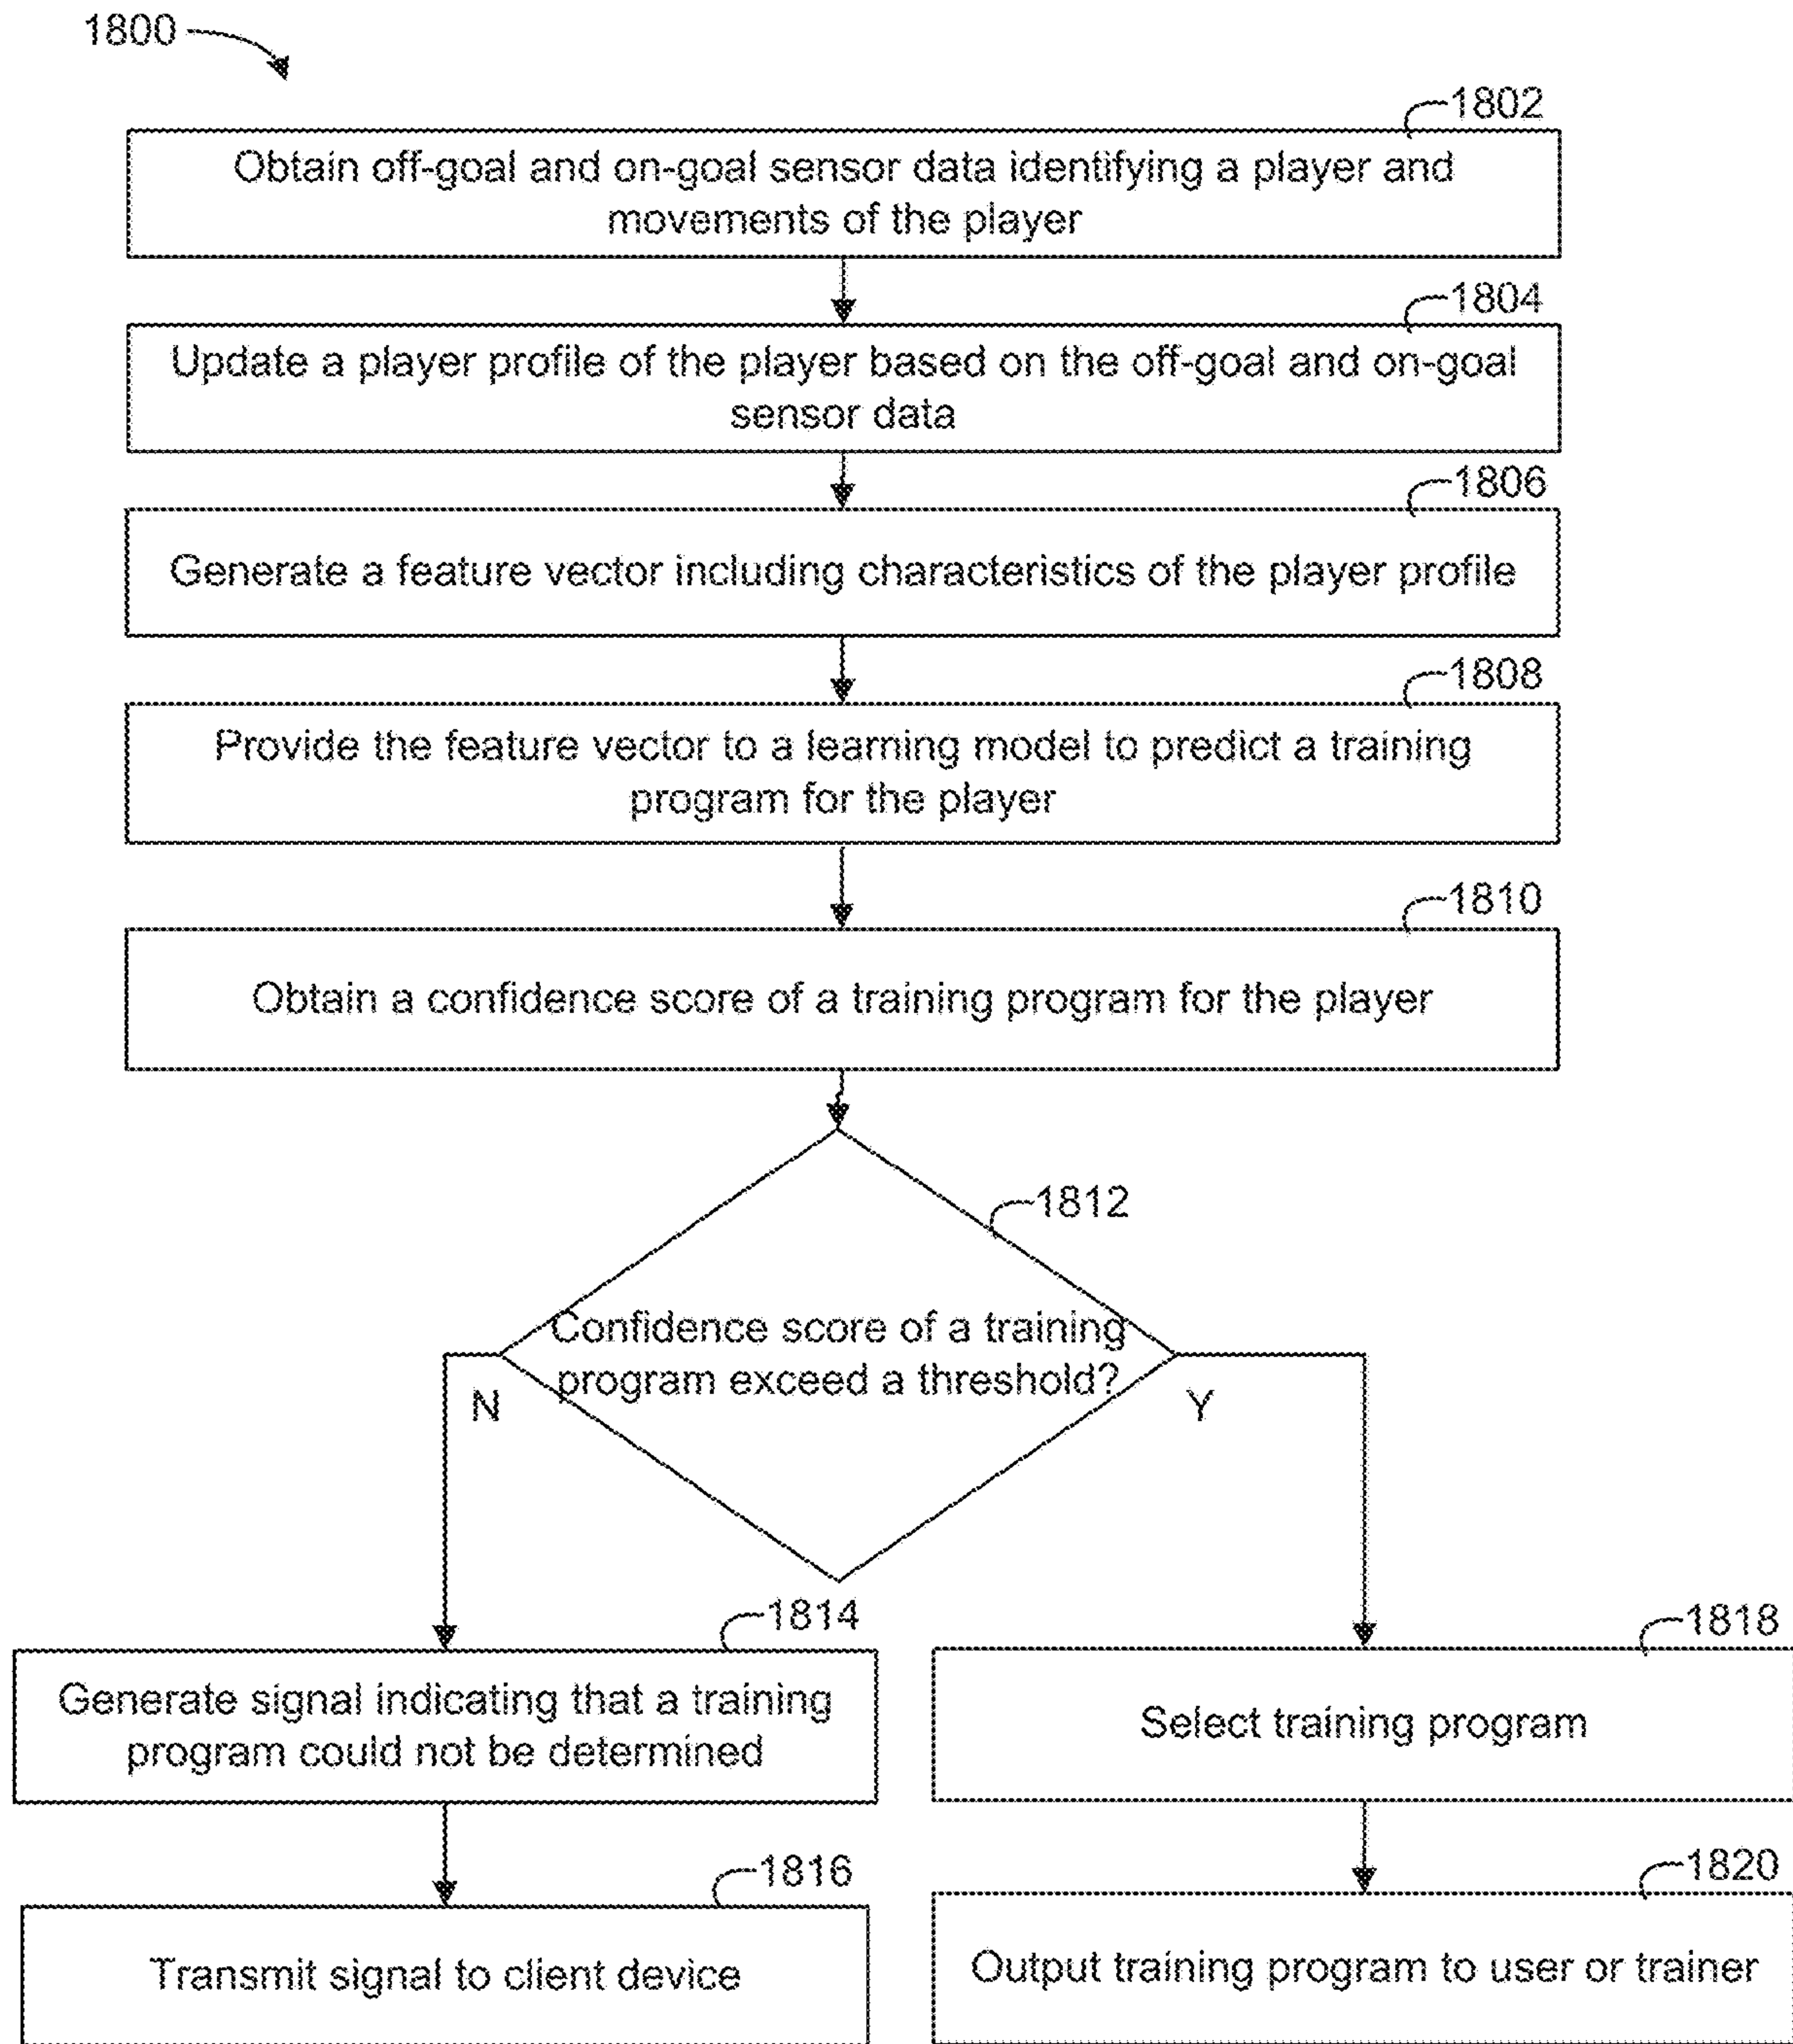 1800
1802
Obtain off-goal and on-goal sensor data identifying a player and
movements of the player
1804
Update a player profile of the player based on the off-goal and on-goal
sensor data
1806
Generate a feature vector including characteristics of the player profile
1808
Provide the feature vector to a learning model to predict a training
program for the player
1810
Obtain a confidence score of a training program for the player
1812
Confidence score of a training
program exceed a threshold?
N
Y
1814
Generate signal indicating that a training
program could not be determined
1818
Select training program
1816
Transmit signal to client device
1820
Output training program to user or trainer